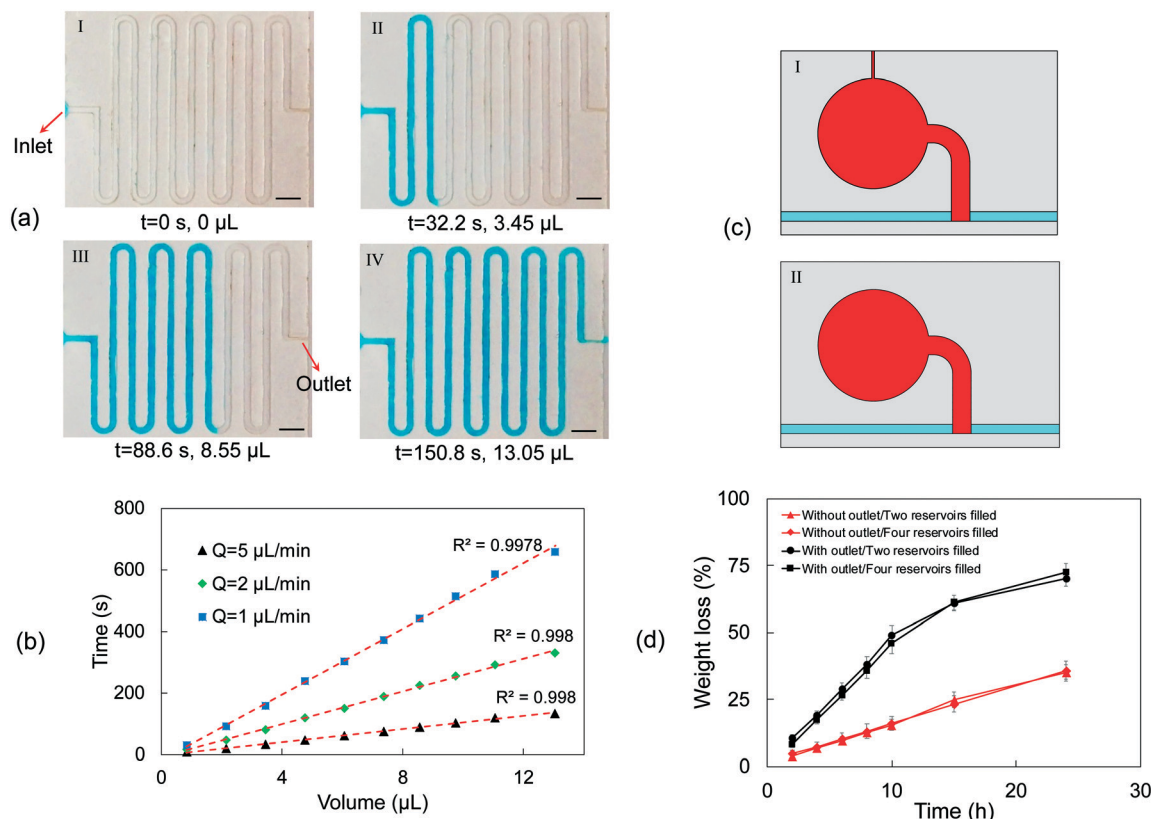 (a)
I
Inlet
t=0 s, 0 µL
II
t=32.2 s, 3.45 µL
III
Outlet
t=88.6 s, 8.55 µL
IV
t=150.8 s, 13.05 µL
(b)
Time (s)
800
600
400
200
0
0
4
8
12
Volume (µL)
Q=5 µL/min
Q=2 µL/min
Q=1 µL/min
R² = 0.9978
R² = 0.998
R² = 0.998
(c)
I
II
(d)
Weight loss (%)
100
75
50
25
0
0
10
20
30
Time (h)
Without outlet/Two reservoirs filled
Without outlet/Four reservoirs filled
With outlet/Two reservoirs filled
With outlet/Four reservoirs filled